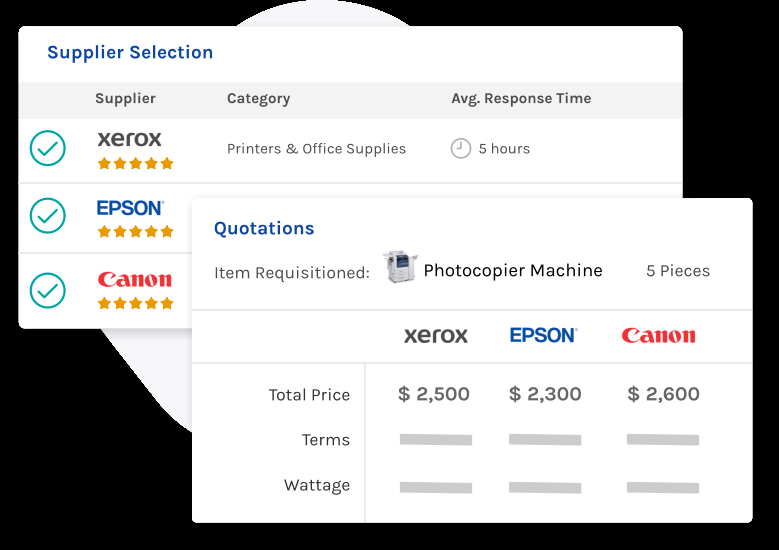 Supplier Selection
Supplier Category Avg. Response Time
xerox
Printers & Office Supplies 5 hours
EPSON
Canon
Quotations
Item Requisitioned: Photocopier Machine 5 Pieces
xerox EPSON Canon
Total Price $ 2,500 $ 2,300 $ 2,600
Terms
Wattage